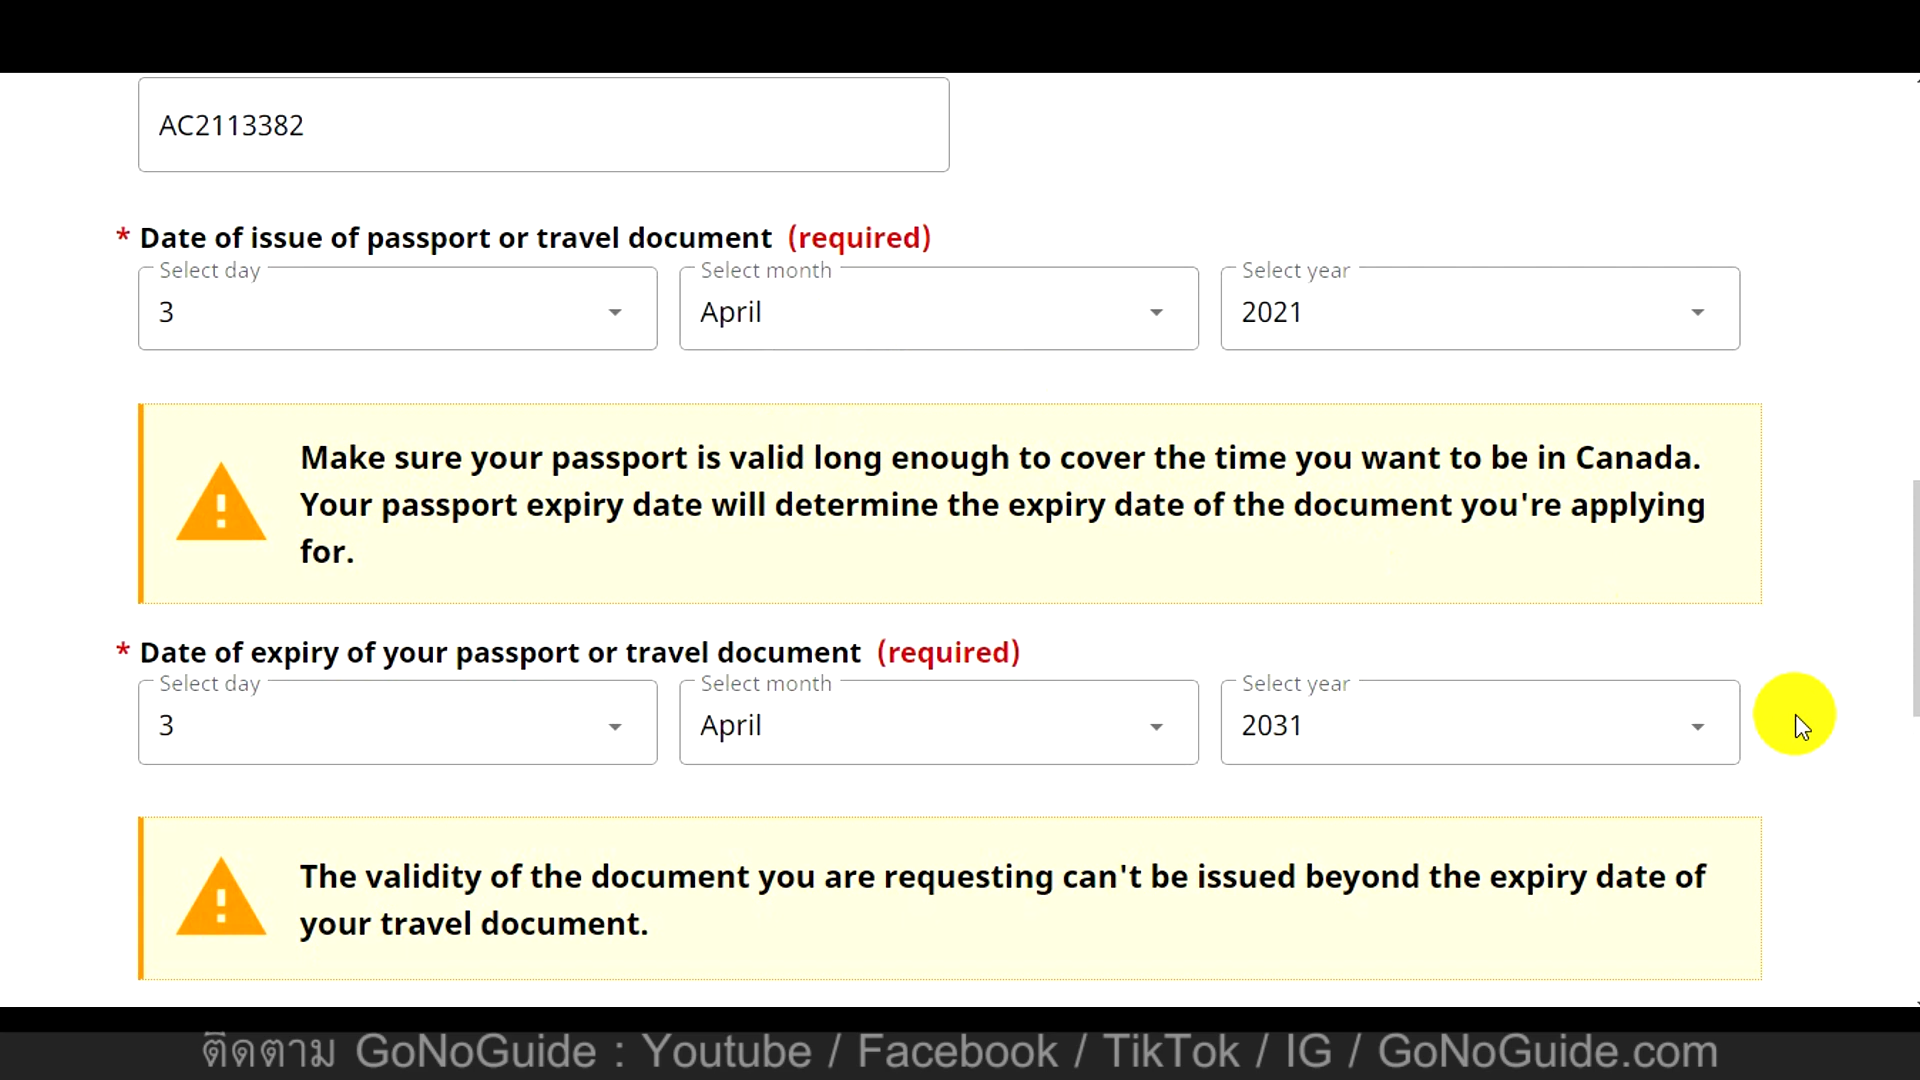 AC2113382
* Date of issue of passport or travel document (required)
Select day
Select month
Select year
3
April
2021
Make sure your passport is valid long enough to cover the time you want to be in Canada.
Your passport expiry date will determine the expiry date of the document you're applying
for.
* Date of expiry of your passport or travel document (required)
Select day
Select month
Select year
3
April
2031
The validity of the document you are requesting can't be issued beyond the expiry date of
your travel document.
ติดตาม GoNoGuide : Youtube / Facebook / TikTok / IG / GoNoGuide.com